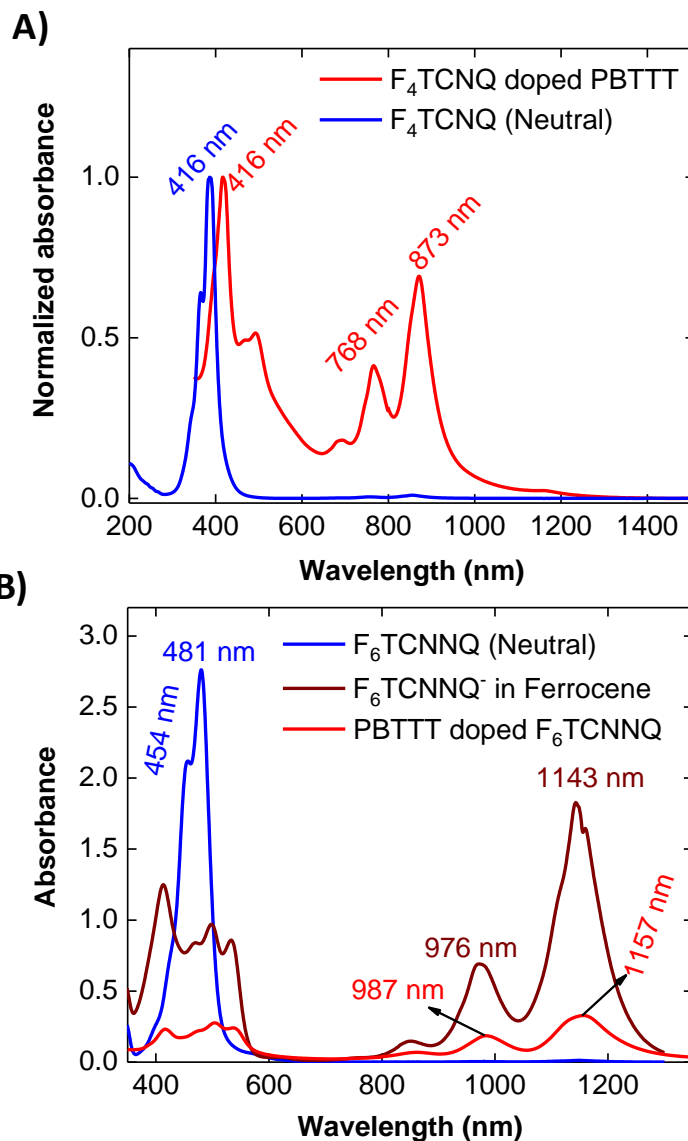 A)
F₄TCNQ doped PBTTT
F₄TCNQ (Neutral)
416 nm
416 nm
873 nm
768 nm
1.0
0.5
0.0
Normalized absorbance
200 400 600 800 1000 1200 1400
Wavelength (nm)
B)
3.0
2.5
2.0
1.5
1.0
0.5
0.0
Absorbance
F₆TCNNQ (Neutral)
F₆TCNNQ⁻ in Ferrocene
PBTTT doped F₆TCNNQ
481 nm
454 nm
1143 nm
976 nm
987 nm
1157 nm
400 600 800 1000 1200
Wavelength (nm)